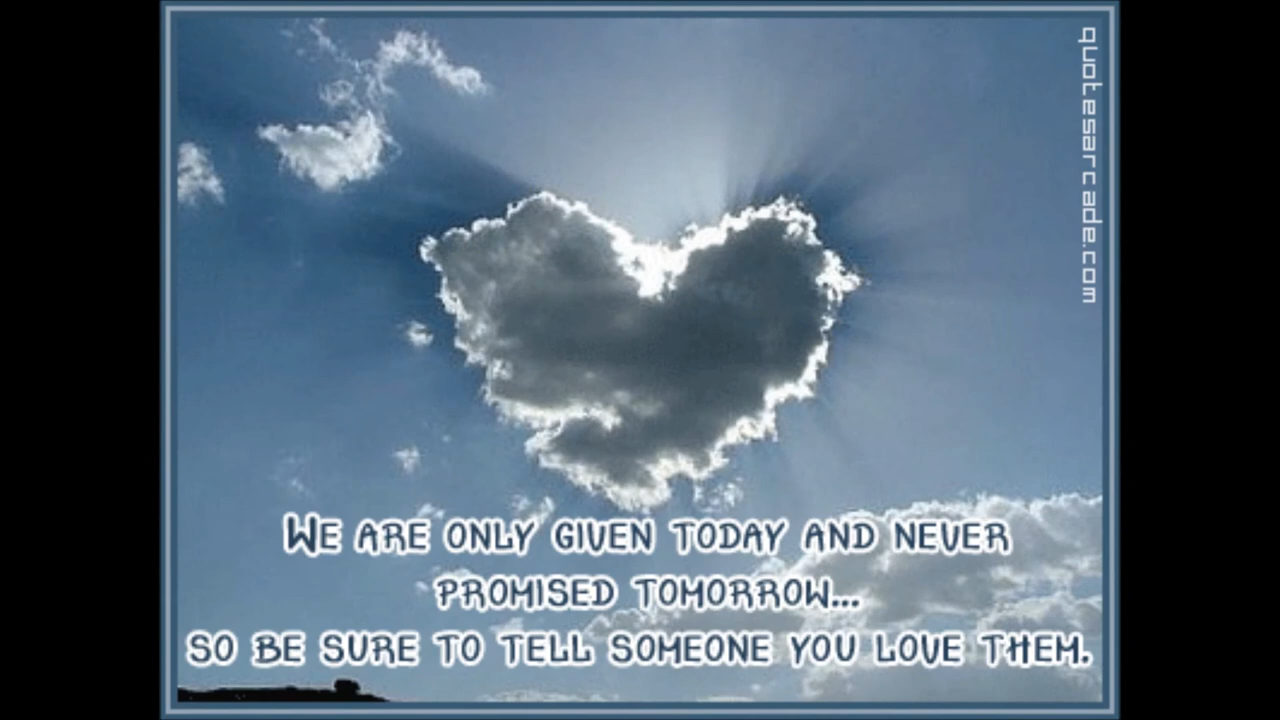 quotesarcade.com
We are only given today and never
promised tomorrow...
so be sure to tell someone you love them.